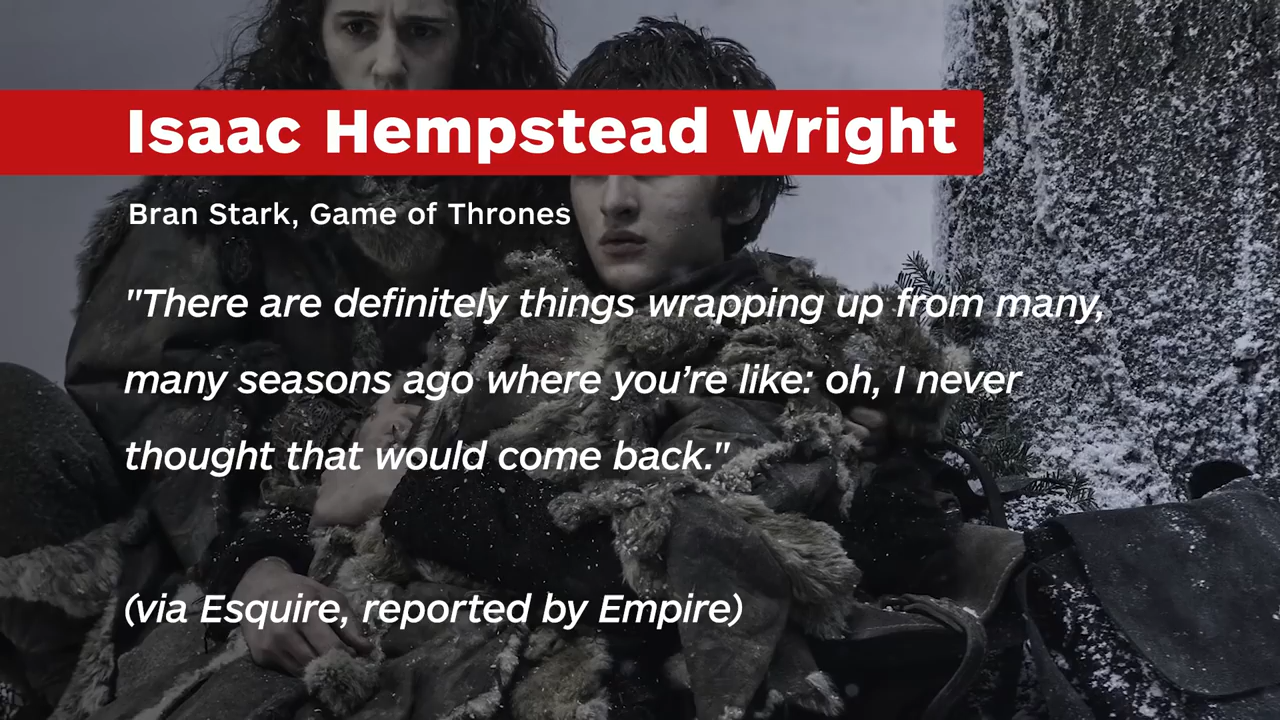 Isaac Hempstead Wright
Bran Stark, Game of Thrones
"There are definitely things wrapping up from many,
many seasons ago where you’re like: oh, I never
thought that would come back."
(via Esquire, reported by Empire)